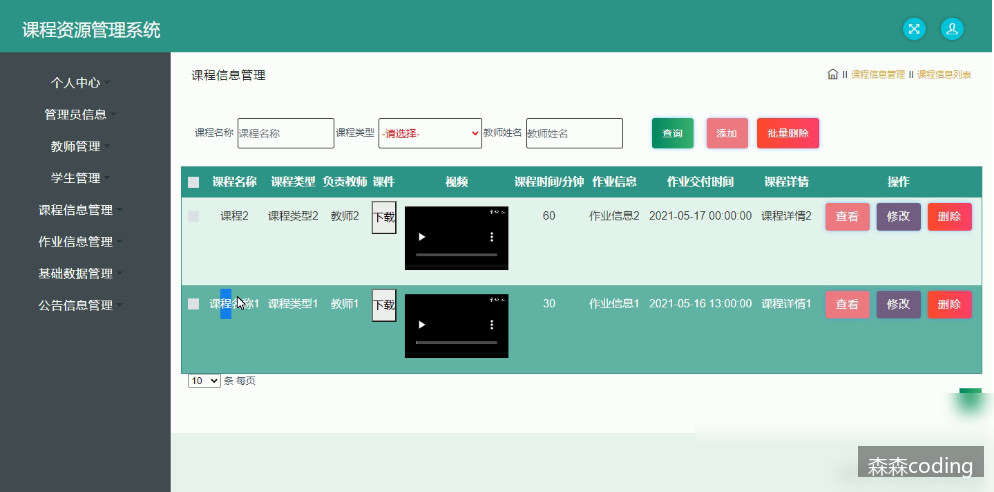 课程资源管理系统
个人中心
管理员信息
教师管理
学生管理
课程信息管理
作业信息管理
基础数据管理
公告信息管理
课程信息管理
II 课程信息管理 II 课程信息列表
课程名称 课程名称 课程类型 -请选择- 教师姓名 教师姓名 查询 添加 批量删除
课程名称 课程类型 负责教师 课件 视频 课程时间/分钟 作业信息 作业交付时间 课程详情 操作
课程2 课程类型2 教师2 下载 60 作业信息2 2021-05-17 00:00:00 课程详情2 查看 修改 删除
课程名称1 课程类型1 教师1 下载 30 作业信息1 2021-05-16 13:00:00 课程详情1 查看 修改 删除
10 条 每页
森森coding